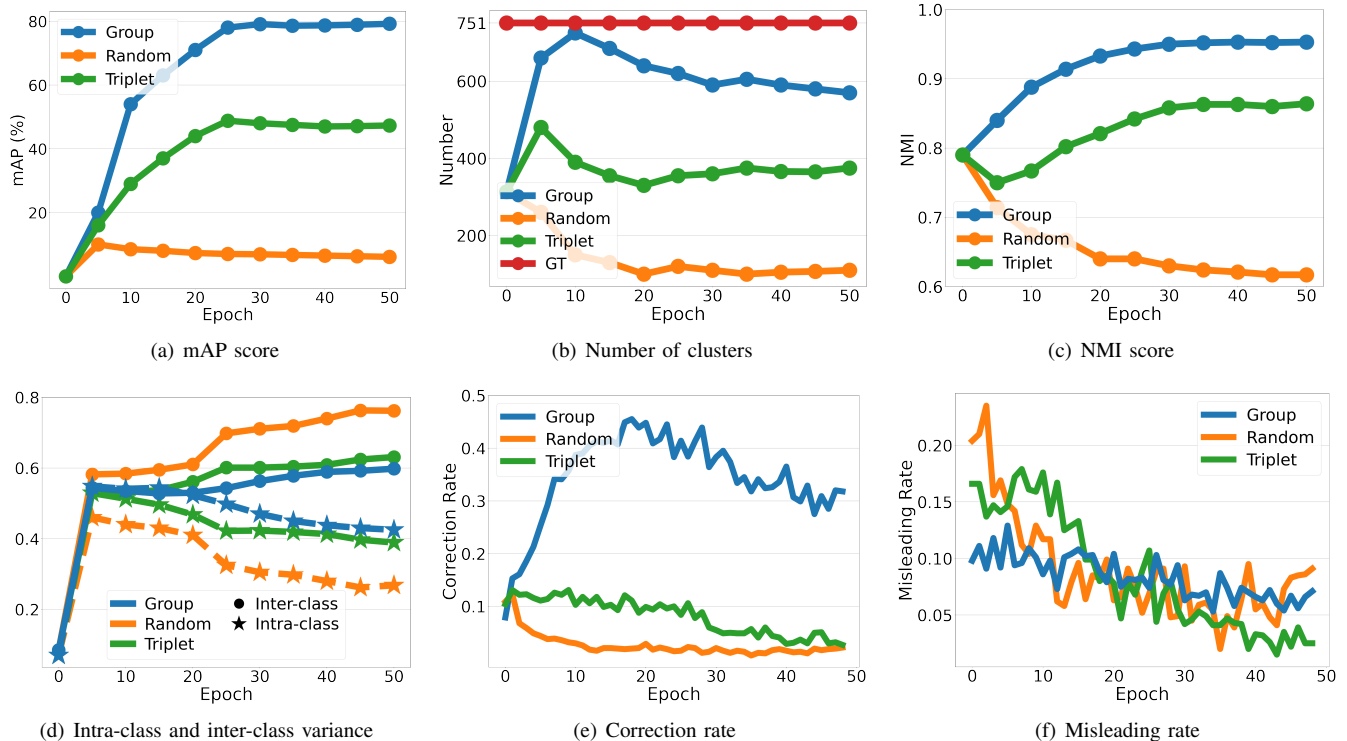 80
60
40
20
mAP (%)
Group
Random
Triplet
0 10 20 30 40 50
Epoch
(a) mAP score
751
600
400
200
Number
Group
Random
Triplet
GT
0 10 20 30 40 50
Epoch
(b) Number of clusters
1.0
0.9
0.8
0.7
0.6
NMI
Group
Random
Triplet
0 10 20 30 40 50
Epoch
(c) NMI score
0.8
0.6
0.4
0.2
Group Inter-class
Random Intra-class
Triplet
0 10 20 30 40 50
Epoch
(d) Intra-class and inter-class variance
0.5
0.4
0.3
0.2
0.1
Correction Rate
Group
Random
Triplet
0 10 20 30 40 50
Epoch
(e) Correction rate
0.20
0.15
0.10
0.05
Misleading Rate
Group
Random
Triplet
0 10 20 30 40 50
Epoch
(f) Misleading rate